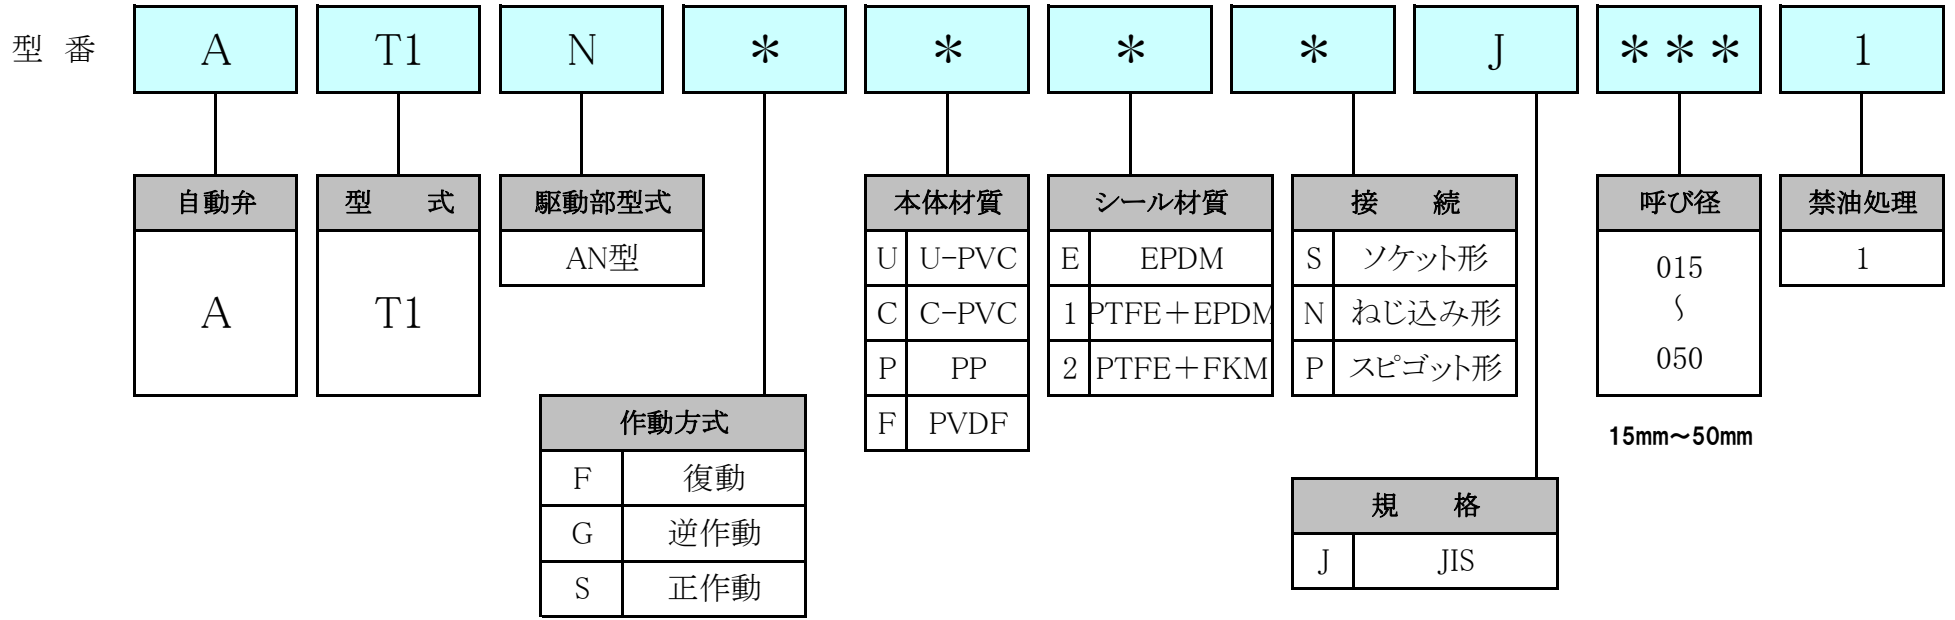 型 番 A T1 N ＊ ＊ ＊ ＊ J ＊＊＊ 1
自動弁 型 式 駆動部型式 本体材質 シール材質 接 続 呼び径 禁油処理
A T1 AN型 U U-PVC E EPDM S ソケット形 015 1
C C-PVC 1 PTFE＋EPDM N ねじ込み形 ～
P PP 2 PTFE＋FKM P スピゴット形 050
作動方式 F PVDF 15mm～50mm
F 復動
規 格
G 逆作動
J JIS
S 正作動